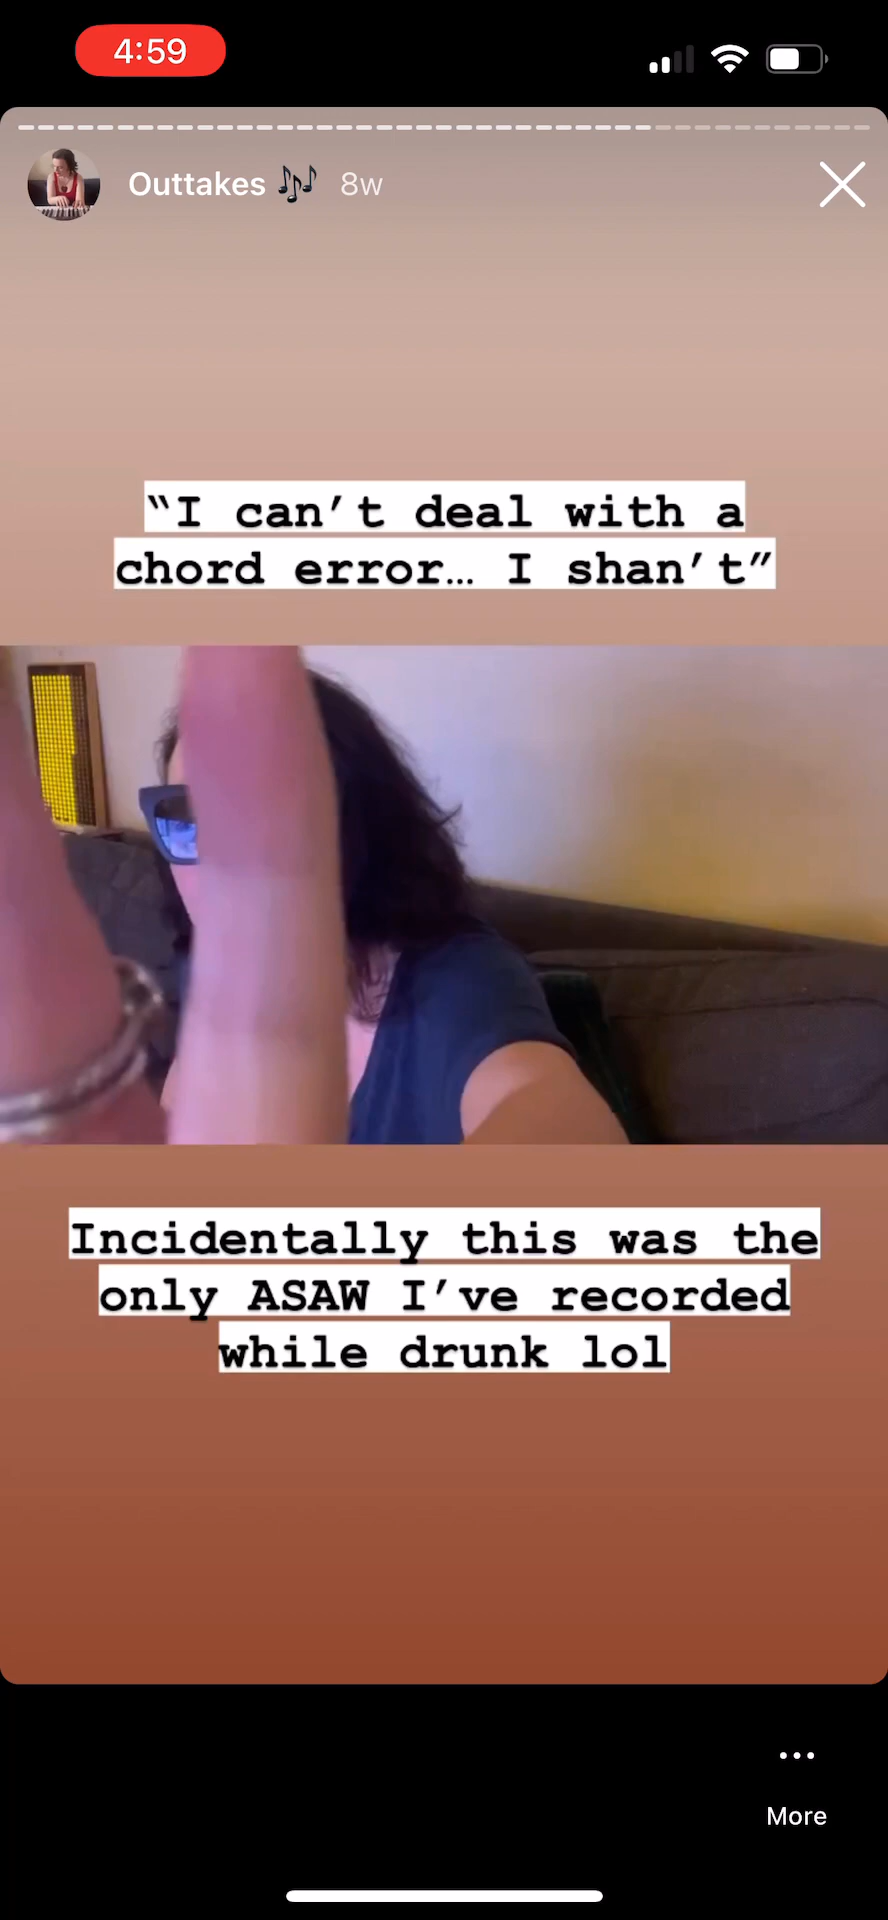 4:59
Outtakes 🎶 8w
“I can’t deal with a
chord error… I shan’t”
Incidentally this was the
only ASAW I’ve recorded
while drunk lol
More